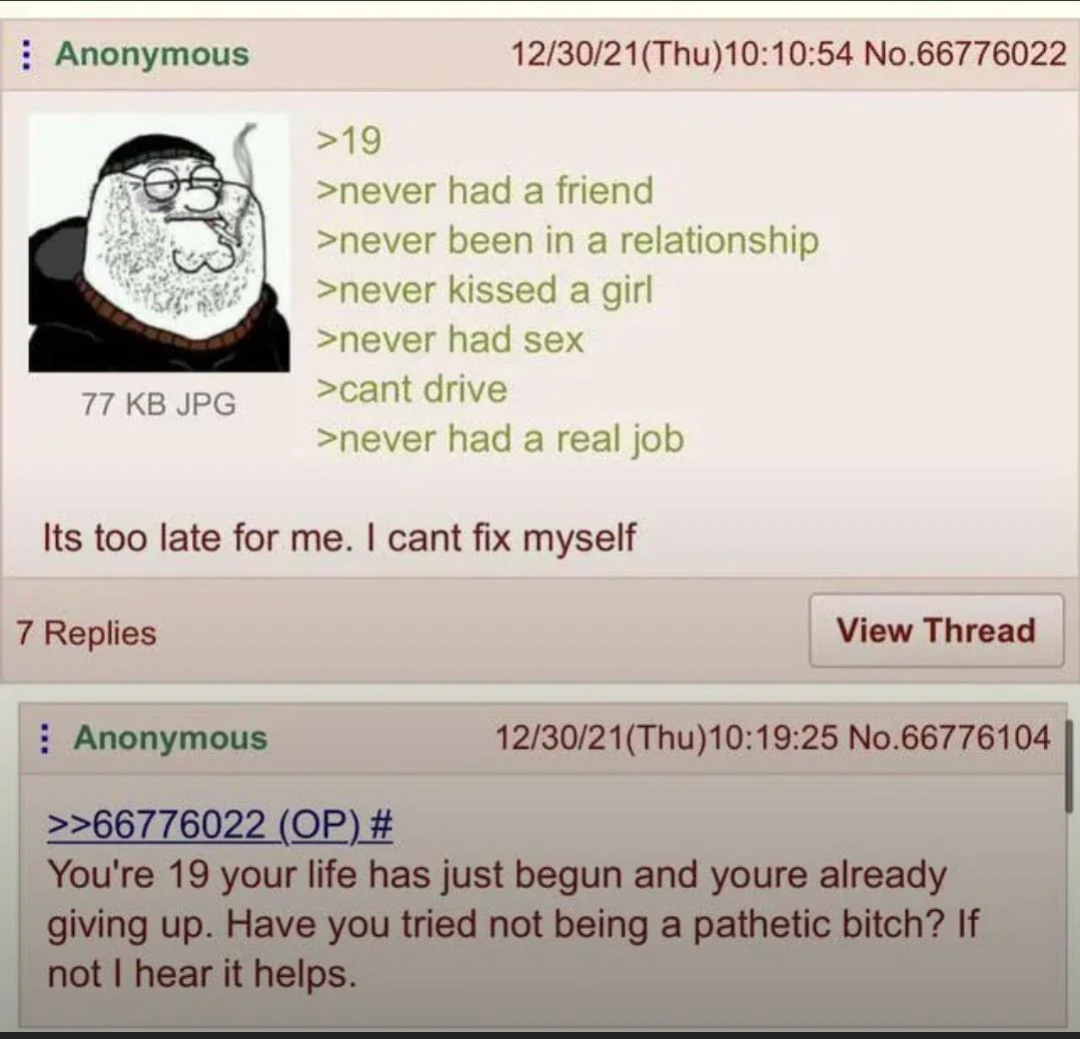 Anonymous 12/30/21(Thu)10:10:54 No.66776022
>19
>never had a friend
>never been in a relationship
>never kissed a girl
>never had sex
>cant drive
>never had a real job
77 KB JPG
Its too late for me. I cant fix myself
7 Replies
View Thread
Anonymous 12/30/21(Thu)10:19:25 No.66776104
>>66776022 (OP) #
You're 19 your life has just begun and youre already
giving up. Have you tried not being a pathetic bitch? If
not I hear it helps.